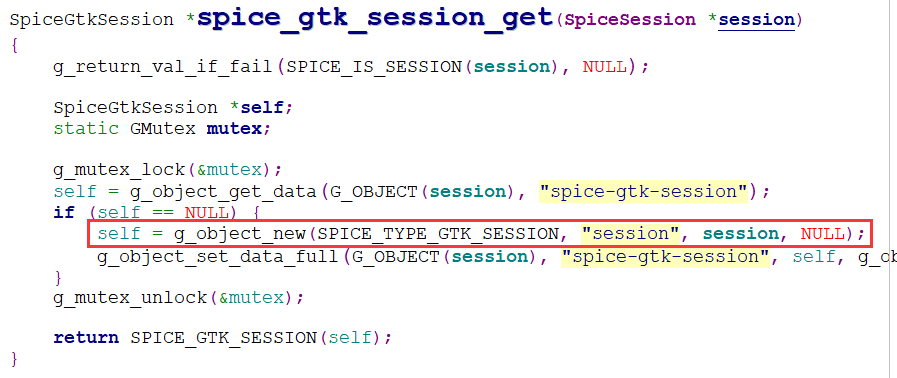 SpiceGtkSession *spice_gtk_session_get(SpiceSession *session)
{
g_return_val_if_fail(SPICE_IS_SESSION(session), NULL);
SpiceGtkSession *self;
static GMutex mutex;
g_mutex_lock(&mutex);
self = g_object_get_data(G_OBJECT(session), "spice-gtk-session");
if (self == NULL) {
self = g_object_new(SPICE_TYPE_GTK_SESSION, "session", session, NULL);
g_object_set_data_full(G_OBJECT(session), "spice-gtk-session", self, g_o
}
g_mutex_unlock(&mutex);
return SPICE_GTK_SESSION(self);
}